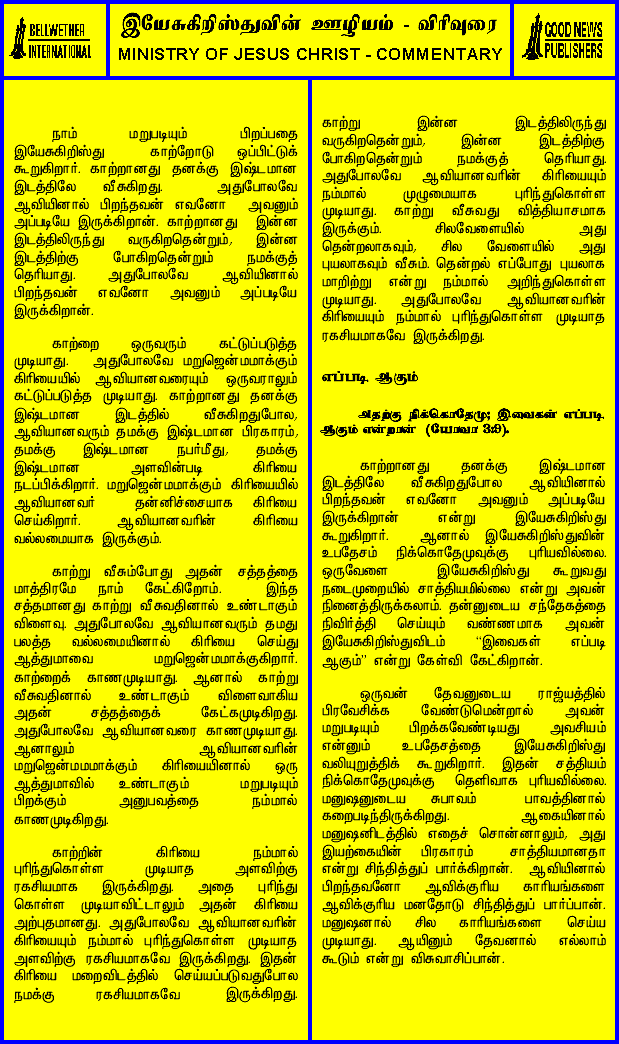 BELLWETHER
INTERNATIONAL
இயேசுகிறிஸ்துவின் ஊழியம் - விரிவுரை
MINISTRY OF JESUS CHRIST - COMMENTARY
GOOD NEWS
PUBLISHERS
நாம் மறுபடியும் பிறப்பதை
இயேசுகிறிஸ்து காற்றோடு ஒப்பிட்டுக்
கூறுகிறார். காற்றானது தனக்கு இஷ்டமான
இடத்திலே வீசுகிறது. அதுபோலவே
ஆவியினால் பிறந்தவன் எவனோ அவனும்
அப்படியே இருக்கிறான். காற்றானது இன்ன
இடத்திலிருந்து வருகிறதென்றும், இன்ன
இடத்திற்கு போகிறதென்றும் நமக்குத்
தெரியாது. அதுபோலவே ஆவியினால்
பிறந்தவன் எவனோ அவனும் அப்படியே
இருக்கிறான்.
காற்றை ஒருவரும் கட்டுப்படுத்த
முடியாது. அதுபோலவே மறுஜென்மமாக்கும்
கிரியையில் ஆவியானவரையும் ஒருவராலும்
கட்டுப்படுத்த முடியாது. காற்றானது தனக்கு
இஷ்டமான இடத்தில் வீசுகிறதுபோல,
ஆவியானவரும் தமக்கு இஷ்டமான பிரகாரம்,
தமக்கு இஷ்டமான நபர்மீது, தமக்கு
இஷ்டமான அளவின்படி கிரியை
நடப்பிக்கிறார். மறுஜென்மமாக்கும் கிரியையில்
ஆவியானவர் தன்னிச்சையாக கிரியை
செய்கிறார். ஆவியானவரின் கிரியை
வல்லமையாக இருக்கும்.
காற்று வீசும்போது அதன் சத்தத்தை
மாத்திரமே நாம் கேட்கிறோம். இந்த
சத்தமானது காற்று வீசுவதினால் உண்டாகும்
விளைவு. அதுபோலவே ஆவியானவரும் தமது
பலத்த வல்லமையினால் கிரியை செய்து
ஆத்துமாவை மறுஜென்மமாக்குகிறார்.
காற்றைக் காணமுடியாது. ஆனால் காற்று
வீசுவதினால் உண்டாகும் விளைவாகிய
அதன் சத்தத்தைக் கேட்கமுடிகிறது.
அதுபோலவே ஆவியானவரை காணமுடியாது.
ஆனாலும் ஆவியானவரின்
மறுஜென்மமமாக்கும் கிரியையினால் ஒரு
ஆத்துமாவில் உண்டாகும் மறுபடியும்
பிறக்கும் அனுபவத்தை நம்மால்
காணமுடிகிறது.
காற்றின் கிரியை நம்மால்
புரிந்துகொள்ள முடியாத அளவிற்கு
ரகசியமாக இருக்கிறது. அதை புரிந்து
கொள்ள முடியாவிட்டாலும் அதன் கிரியை
அற்புதமானது. அதுபோலவே ஆவியானவரின்
கிரியையும் நம்மால் புரிந்துகொள்ள முடியாத
அளவிற்கு ரகசியமாகவே இருக்கிறது. இதன்
கிரியை மறைவிடத்தில் செய்யப்படுவதுபோல
நமக்கு ரகசியமாகவே இருக்கிறது.
காற்று இன்ன இடத்திலிருந்து
வருகிறதென்றும், இன்ன இடத்திற்கு
போகிறதென்றும் நமக்குத் தெரியாது.
அதுபோலவே ஆவியானவரின் கிரியையும்
நம்மால் முழுமையாக புரிந்துகொள்ள
முடியாது. காற்று வீசுவது வித்தியாசமாக
இருக்கும். சிலவேளையில் அது
தென்றலாகவும், சில வேளையில் அது
புயலாகவும் வீசும். தென்றல் எப்போது புயலாக
மாறிற்று என்று நம்மால் அறிந்துகொள்ள
முடியாது. அதுபோலவே ஆவியானவரின்
கிரியையும் நம்மால் புரிந்துகொள்ள முடியாத
ரகசியமாகவே இருக்கிறது.
எப்படி ஆகும்
அதற்கு நிக்கொதேமு; இவைகள் எப்படி
ஆகும் என்றான் (யோவா 3:9).
காற்றானது தனக்கு இஷ்டமான
இடத்திலே வீசுகிறதுபோல ஆவியினால்
பிறந்தவன் எவனோ அவனும் அப்படியே
இருக்கிறான் என்று இயேசுகிறிஸ்து
கூறுகிறார். ஆனால் இயேசுகிறிஸ்துவின்
உபதேசம் நிக்கொதேமுவுக்கு புரியவில்லை.
ஒருவேளை இயேசுகிறிஸ்து கூறுவது
நடைமுறையில் சாத்தியமில்லை என்று அவன்
நினைத்திருக்கலாம். தன்னுடைய சந்தேகத்தை
நிவிர்த்தி செய்யும் வண்ணமாக அவன்
இயேசுகிறிஸ்துவிடம் "இவைகள் எப்படி
ஆகும்" என்று கேள்வி கேட்கிறான்.
ஒருவன் தேவனுடைய ராஜ்யத்தில்
பிரவேசிக்க வேண்டுமென்றால் அவன்
மறுபடியும் பிறக்கவேண்டியது அவசியம்
என்னும் உபதேசத்தை இயேசுகிறிஸ்து
வலியுறுத்திக் கூறுகிறார். இதன் சத்தியம்
நிக்கொதேமுவுக்கு தெளிவாக புரியவில்லை.
மனுஷனுடைய சுபாவம் பாவத்தினால்
கறைபடிந்திருக்கிறது. ஆகையினால்
மனுஷனிடத்தில் எதைச் சொன்னாலும், அது
இயற்கையின் பிரகாரம் சாத்தியமானதா
என்று சிந்தித்துப் பார்க்கிறான். ஆவியினால்
பிறந்தவனோ ஆவிக்குரிய காரியங்களை
ஆவிக்குரிய மனதோடு சிந்தித்துப் பார்ப்பான்.
மனுஷனால் சில காரியங்களை செய்ய
முடியாது. ஆயினும் தேவனால் எல்லாம்
கூடும் என்று விசுவாசிப்பான்.